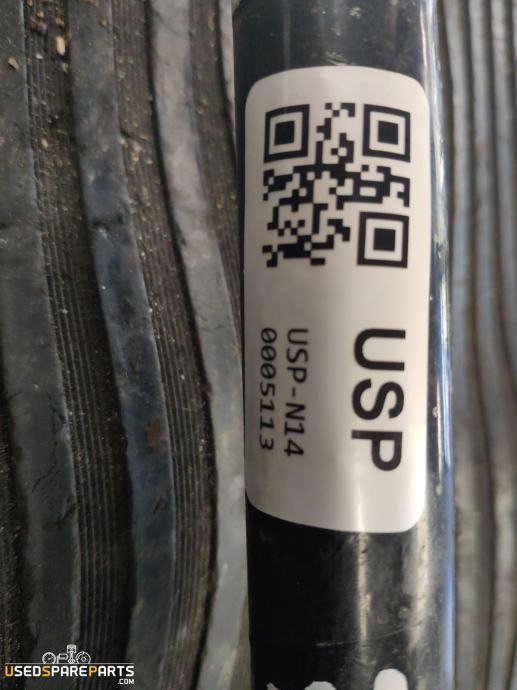 USP
USP-N14
0005113
USEDSPAREPARTS
.COM